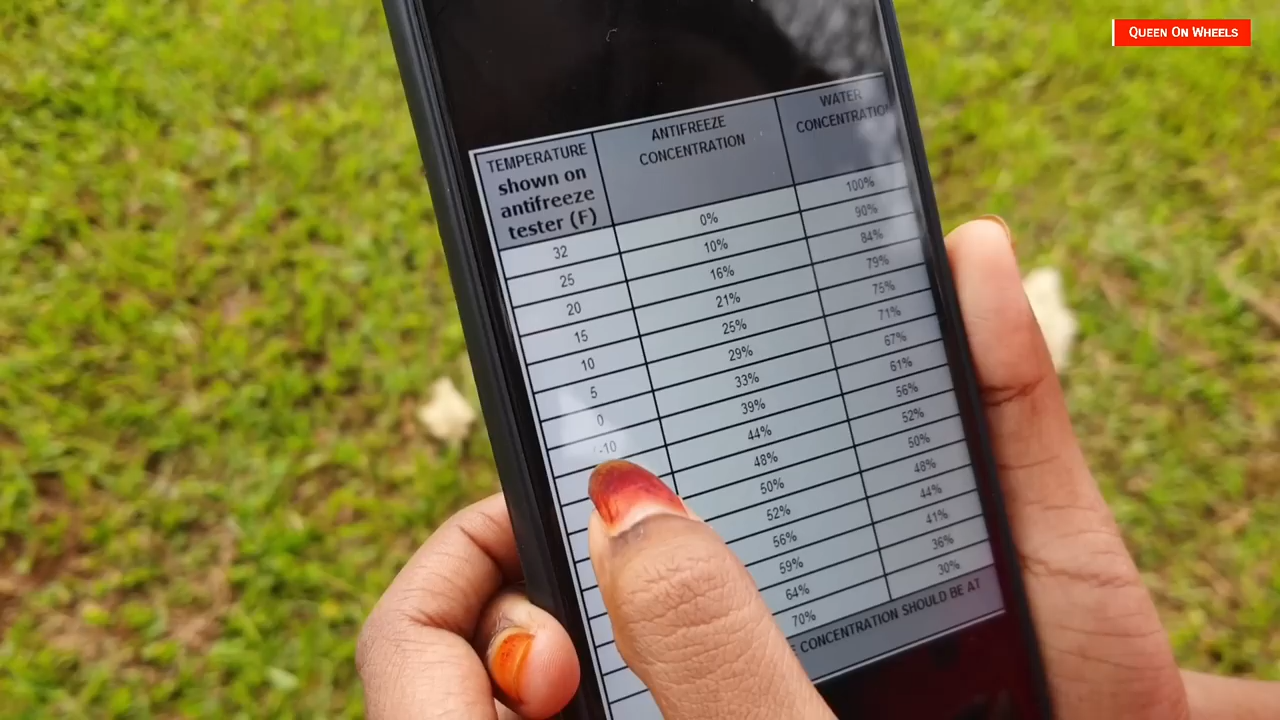 QUEEN ON WHEELS
TEMPERATURE
shown on
antifreeze
tester (F)
ANTIFREEZE
CONCENTRATION
WATER
CONCENTRATIO
32 0% 100%
25 10% 90%
20 16% 84%
15 21% 79%
10 25% 75%
5 29% 71%
0 33% 67%
-10 39% 61%
44% 56%
48% 52%
50% 50%
52% 48%
56% 44%
59% 41%
64% 36%
70% 30%
CONCENTRATION SHOULD BE AT